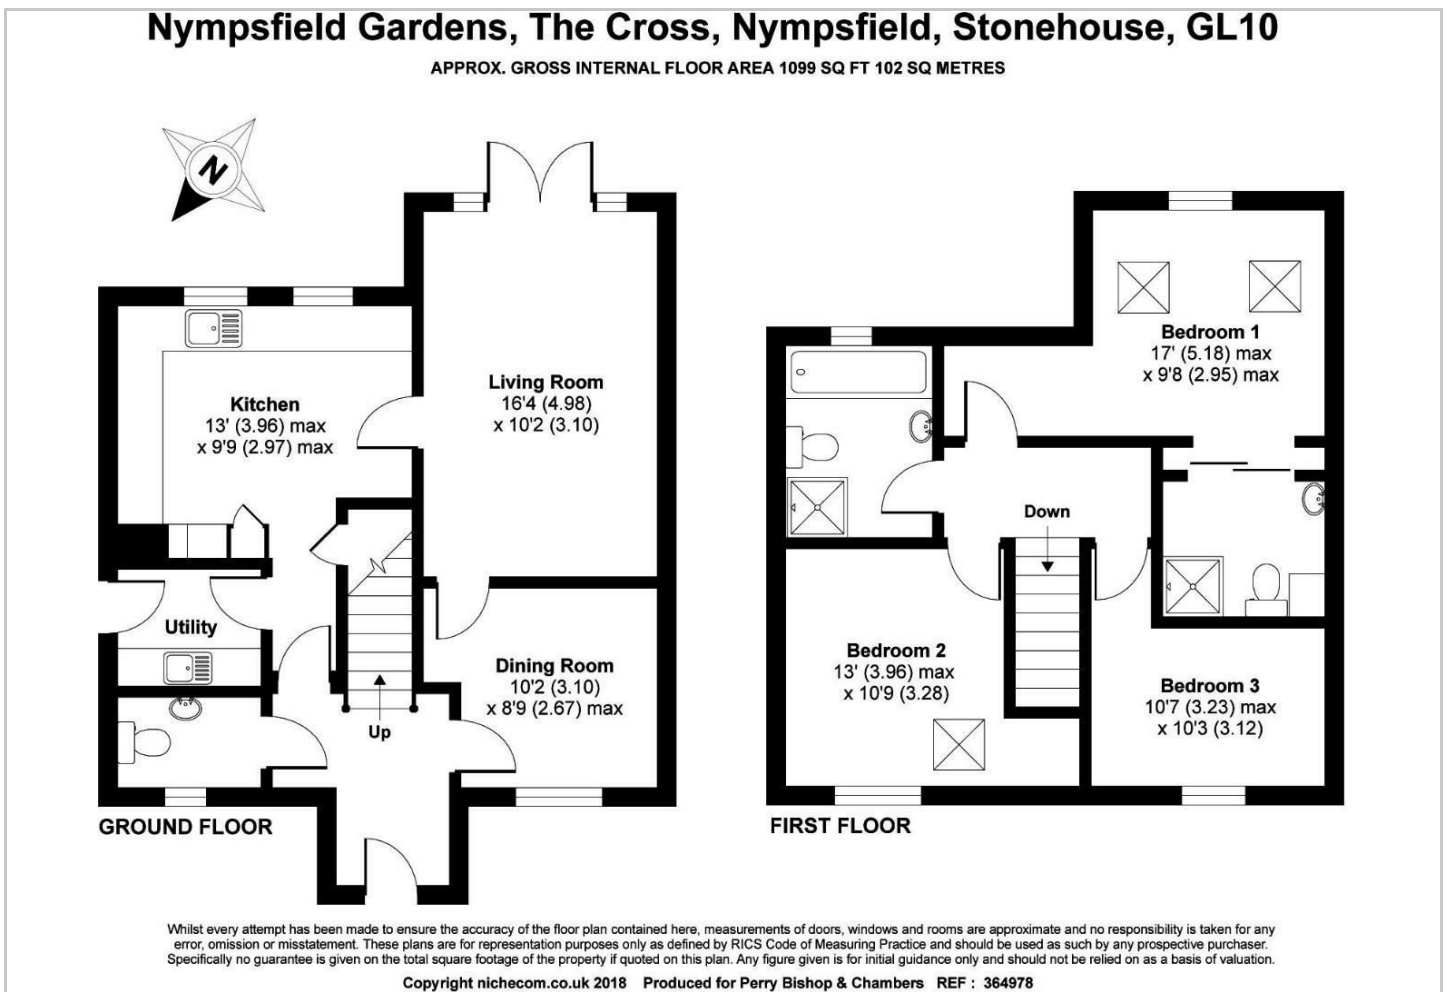 Nympsfield Gardens, The Cross, Nympsfield, Stonehouse, GL10
APPROX. GROSS INTERNAL FLOOR AREA 1099 SQ FT 102 SQ METRES
N
Living Room
16'4 (4.98)
x 10'2 (3.10)
Kitchen
13' (3.96) max
x 9'9 (2.97) max
Utility
Dining Room
10'2 (3.10)
x 8'9 (2.67) max
Up
GROUND FLOOR
Bedroom 1
17' (5.18) max
x 9'8 (2.95) max
Down
Bedroom 2
13' (3.96) max
x 10'9 (3.28)
Bedroom 3
10'7 (3.23) max
x 10'3 (3.12)
FIRST FLOOR
Whilst every attempt has been made to ensure the accuracy of the floor plan contained here, measurements of doors, windows and rooms are approximate and no responsibility is taken for any
error, omission or misstatement. These plans are for representation purposes only as defined by RICS Code of Measuring Practice and should be used as such by any prospective purchaser.
Specifically no guarantee is given on the total square footage of the property if quoted on this plan. Any figure given is for initial guidance only and should not be relied on as a basis of valuation.
Copyright nichecom.co.uk 2018 Produced for Perry Bishop & Chambers REF : 364978